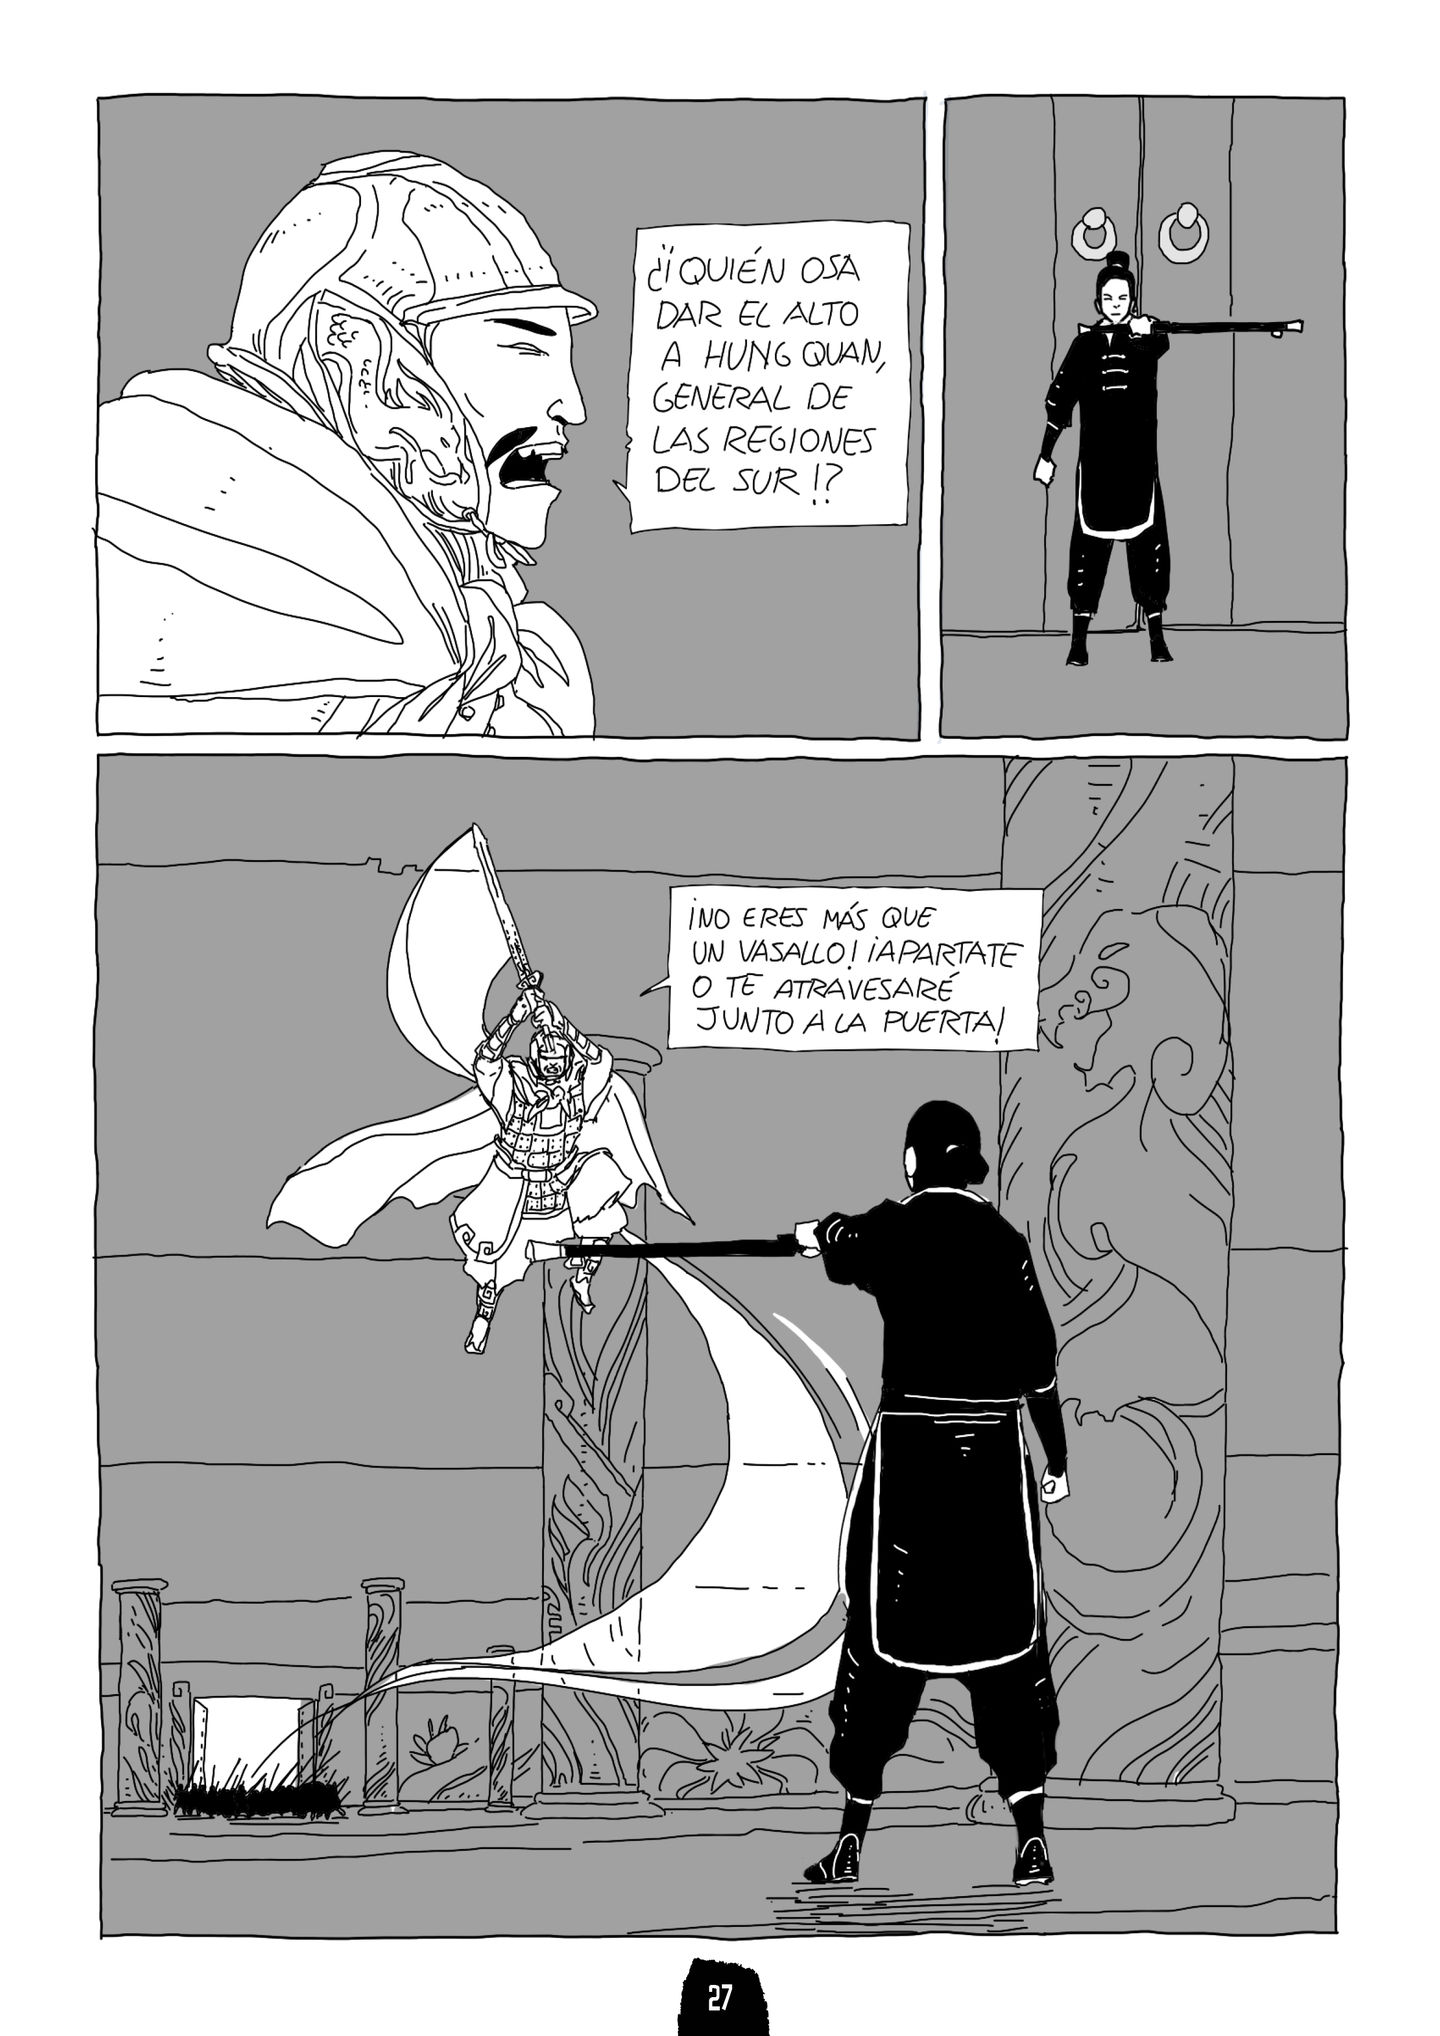 ¿¡QUIÉN OSA
DAR EL ALTO
A HUNG QUAN,
GENERAL DE
LAS REGIONES
DEL SUR!?
¡NO ERES MÁS QUE
UN VASALLO! ¡APARTATE
O TE ATRAVESARÉ
JUNTO A LA PUERTA!
27